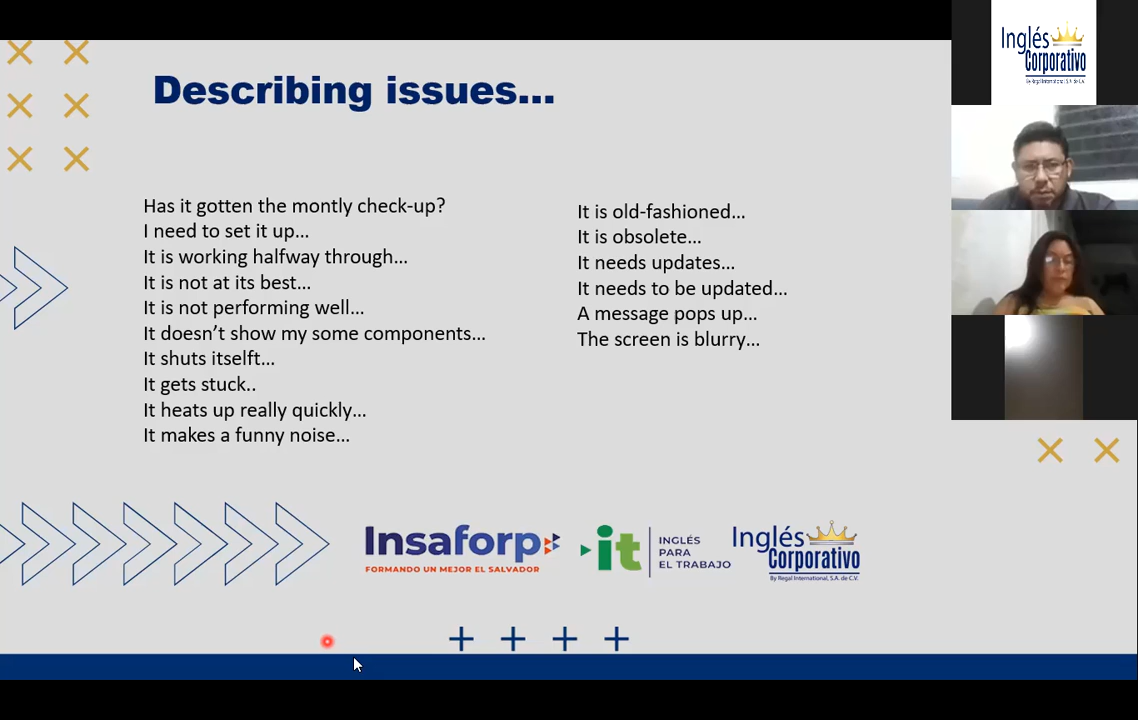 Describing issues...
Has it gotten the montly check-up?
I need to set it up...
It is working halfway through...
It is not at its best...
It is not performing well...
It doesn't show my some components...
It shuts itselft...
It gets stuck..
It heats up really quickly...
It makes a funny noise...
It is old-fashioned...
It is obsolete...
It needs updates...
It needs to be updated...
A message pops up...
The screen is blurry...
Insaforp
FORMANDO UN MEJOR EL SALVADOR
it
INGLÉS
PARA
EL TRABAJO
Inglés
Corporativo
By Regal International, S.A. de C.V.
Inglés
Corporativo
By Regal International, S.A. de C.V.